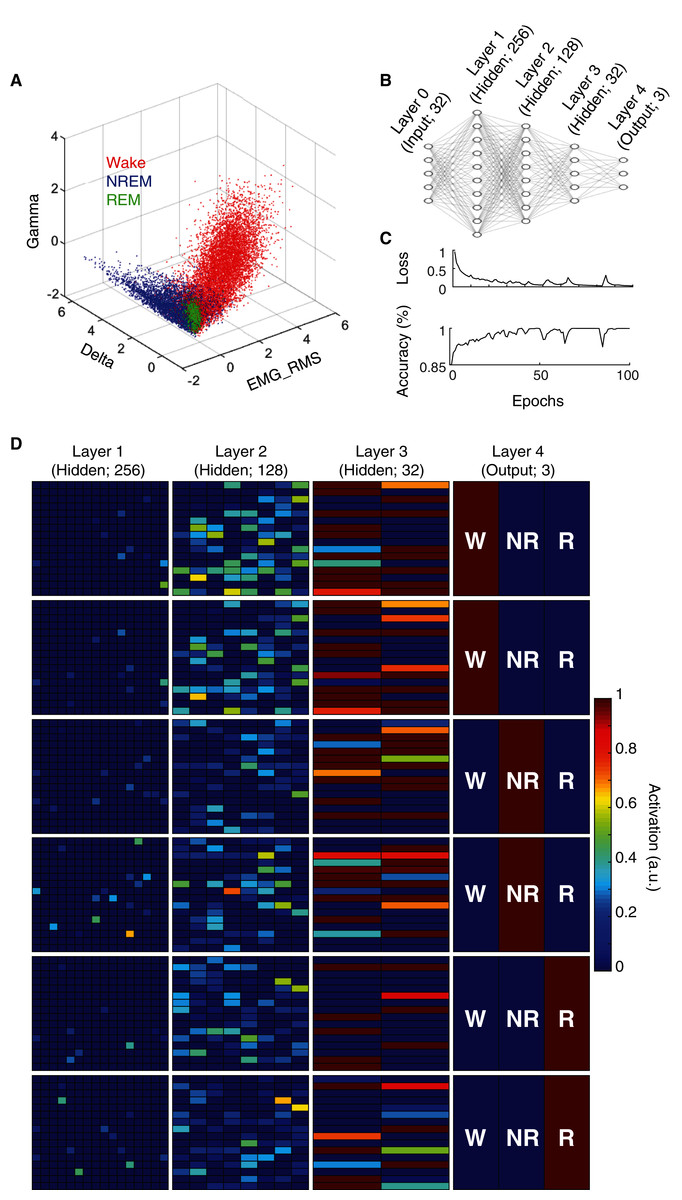 A
4
2
0
-2
Gamma
Wake
NREM
REM
6
4
2
0
Delta
-2
0
2
4
6
EMG_RMS
B
Layer 0
(Input; 32)
Layer 1
(Hidden; 256)
Layer 2
(Hidden; 128)
Layer 3
(Hidden; 32)
Layer 4
(Output; 3)
C
Loss
1
0.5
0
Accuracy (%)
1
0.85
0
50
100
Epochs
D
Layer 1
(Hidden; 256)
Layer 2
(Hidden; 128)
Layer 3
(Hidden; 32)
Layer 4
(Output; 3)
W NR R
W NR R
W NR R
W NR R
W NR R
W NR R
1
0.8
0.6
0.4
0.2
0
Activation (a.u.)